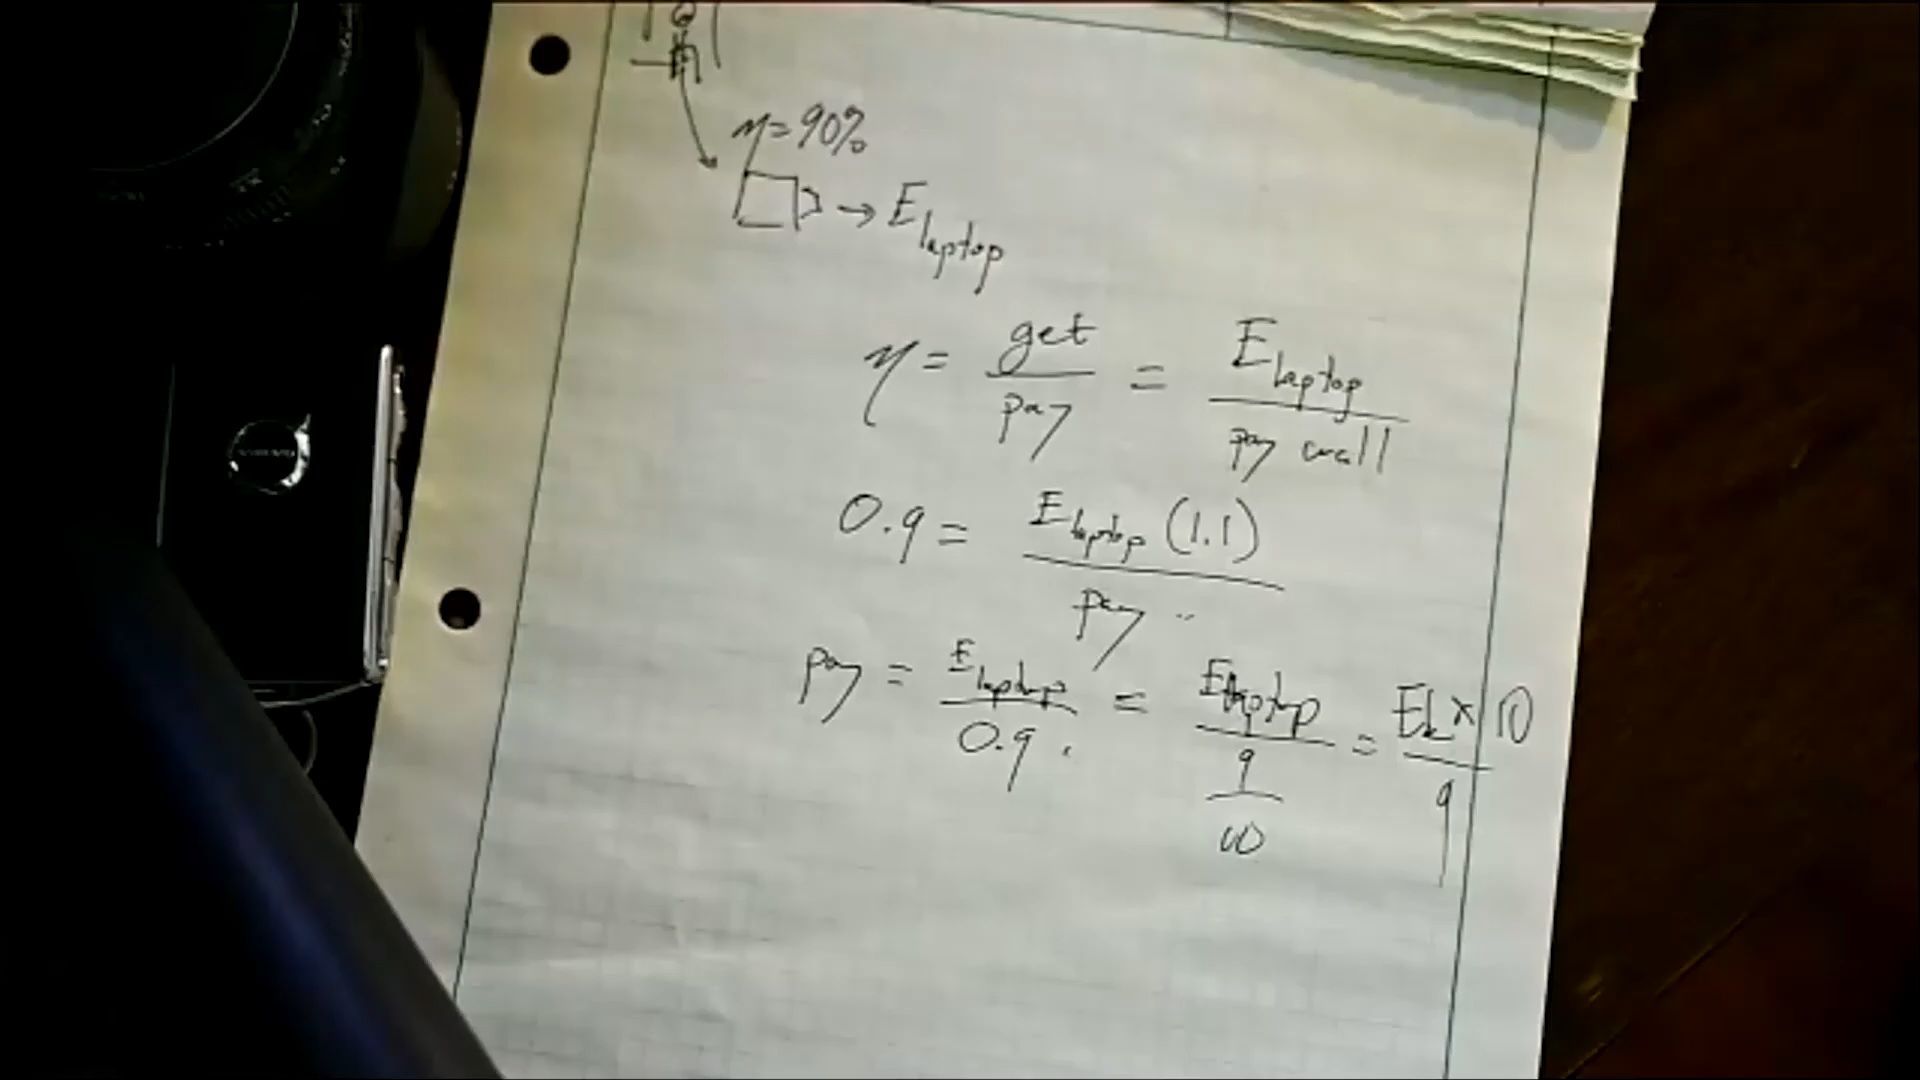 η=90%
→ E laptop
η = get / pay = E laptop / pay wall
0.9 = E laptop (1.1) / pay
pay = E laptop / 0.9 = E laptop / 9 / 10 = E × 10 / 9